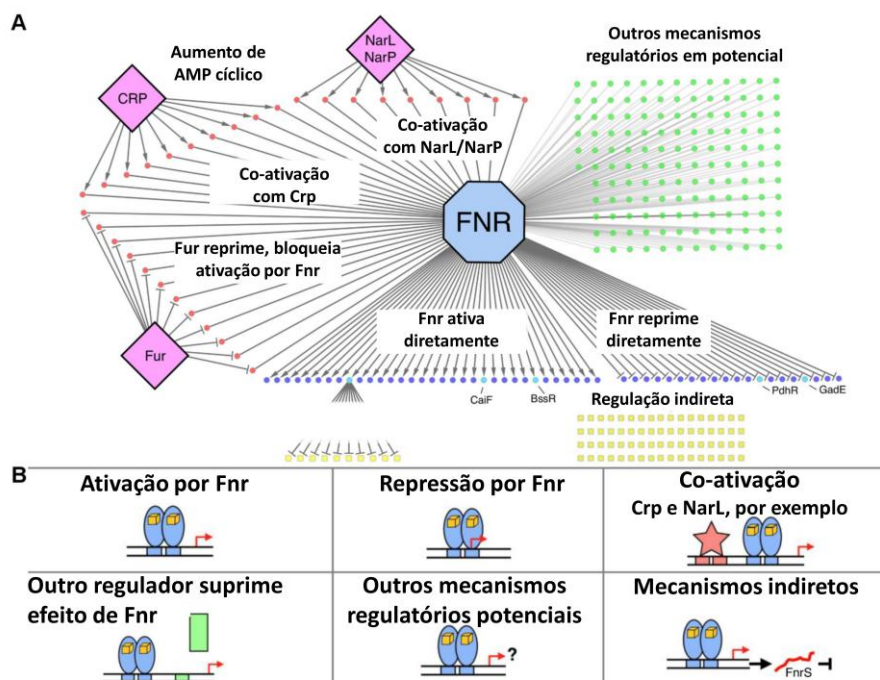 A
Aumento de
AMP cíclico
NarL
NarP
CRP
Outros mecanismos
regulatórios em potencial
Co-ativação
com NarL/NarP
Co-ativação
com Crp
FNR
Fur reprime, bloqueia
ativação por Fnr
Fur
Fnr ativa
diretamente
Fnr reprime
diretamente
CaiF
BssR
PdhR
GadE
Regulação indireta
B
Ativação por Fnr
Repressão por Fnr
Co-ativação
Crp e NarL, por exemplo
Outro regulador suprime
efeito de Fnr
Outros mecanismos
regulatórios potenciais
?
Mecanismos indiretos
FnrS